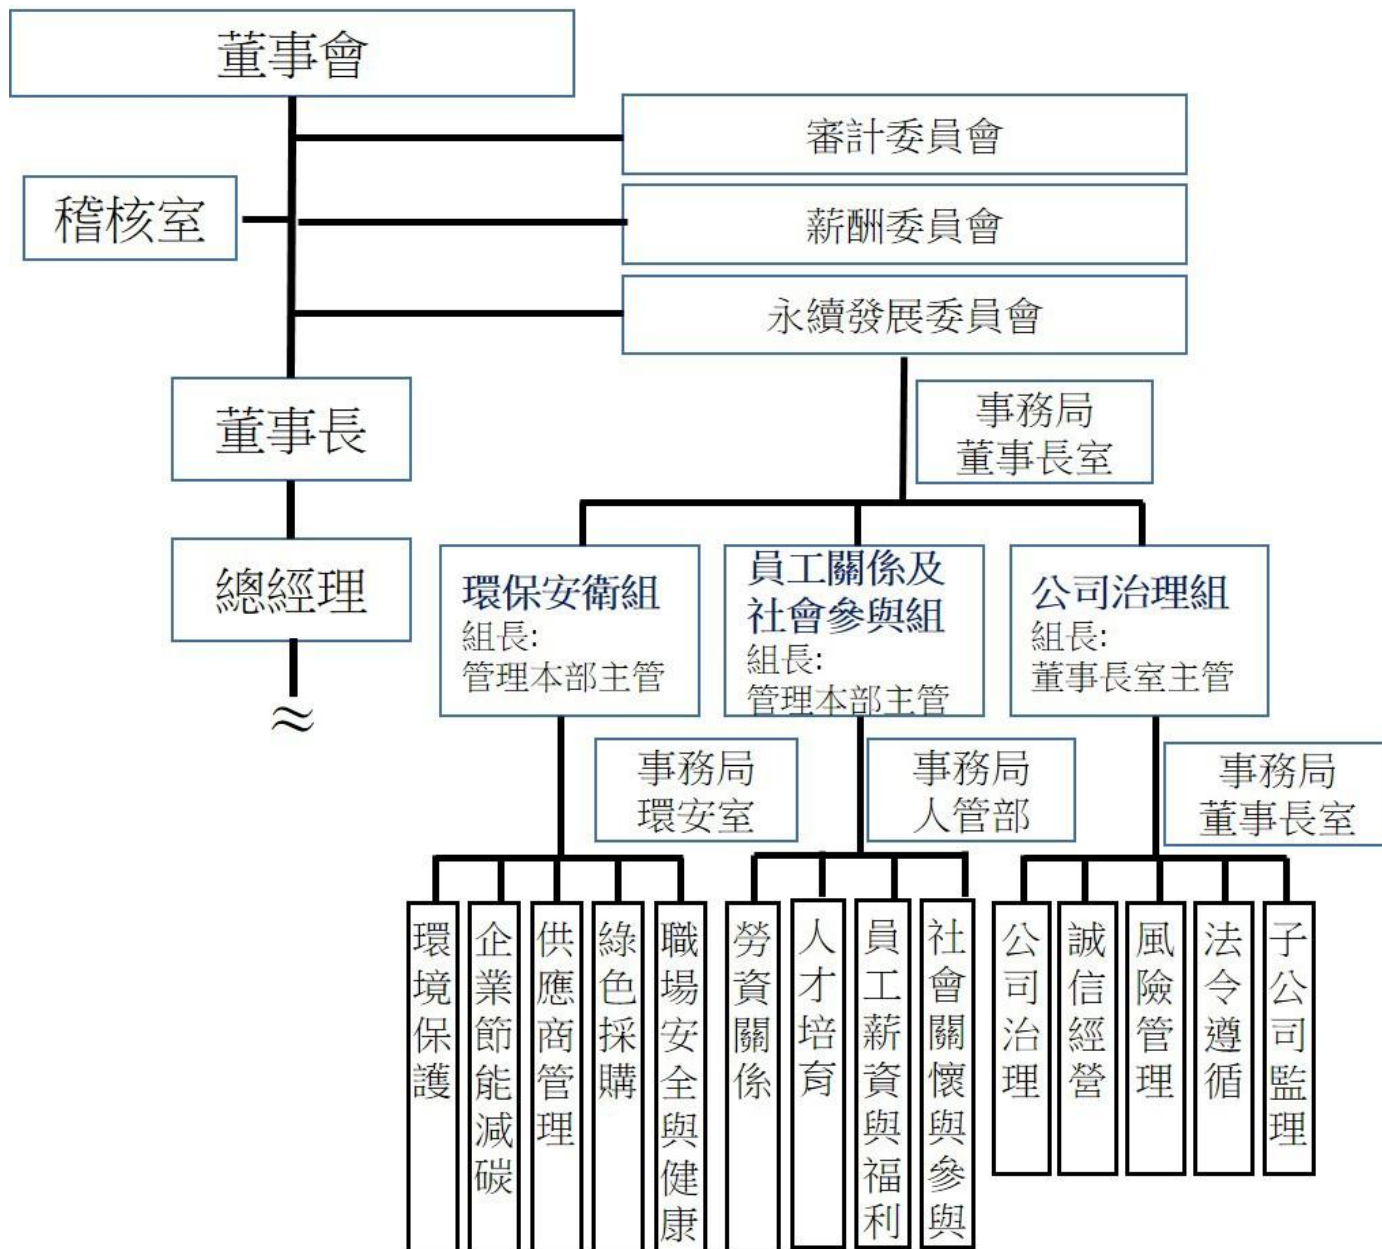 董事會
審計委員會
稽核室
薪酬委員會
永續發展委員會
董事長
事務局
董事長室
總經理
環保安衛組
組長:
管理本部主管
員工關係及
社會參與組
組長:
管理本部主管
公司治理組
組長:
董事長室主管
≈
事務局
環安室
事務局
人管部
事務局
董事長室
環境保護
企業節能減碳
供應商管理
綠色採購
職場安全與健康
勞資關係
人才培育
員工薪資與福利
社會關懷與參與
公司治理
誠信經營
風險管理
法令遵循
子公司監理